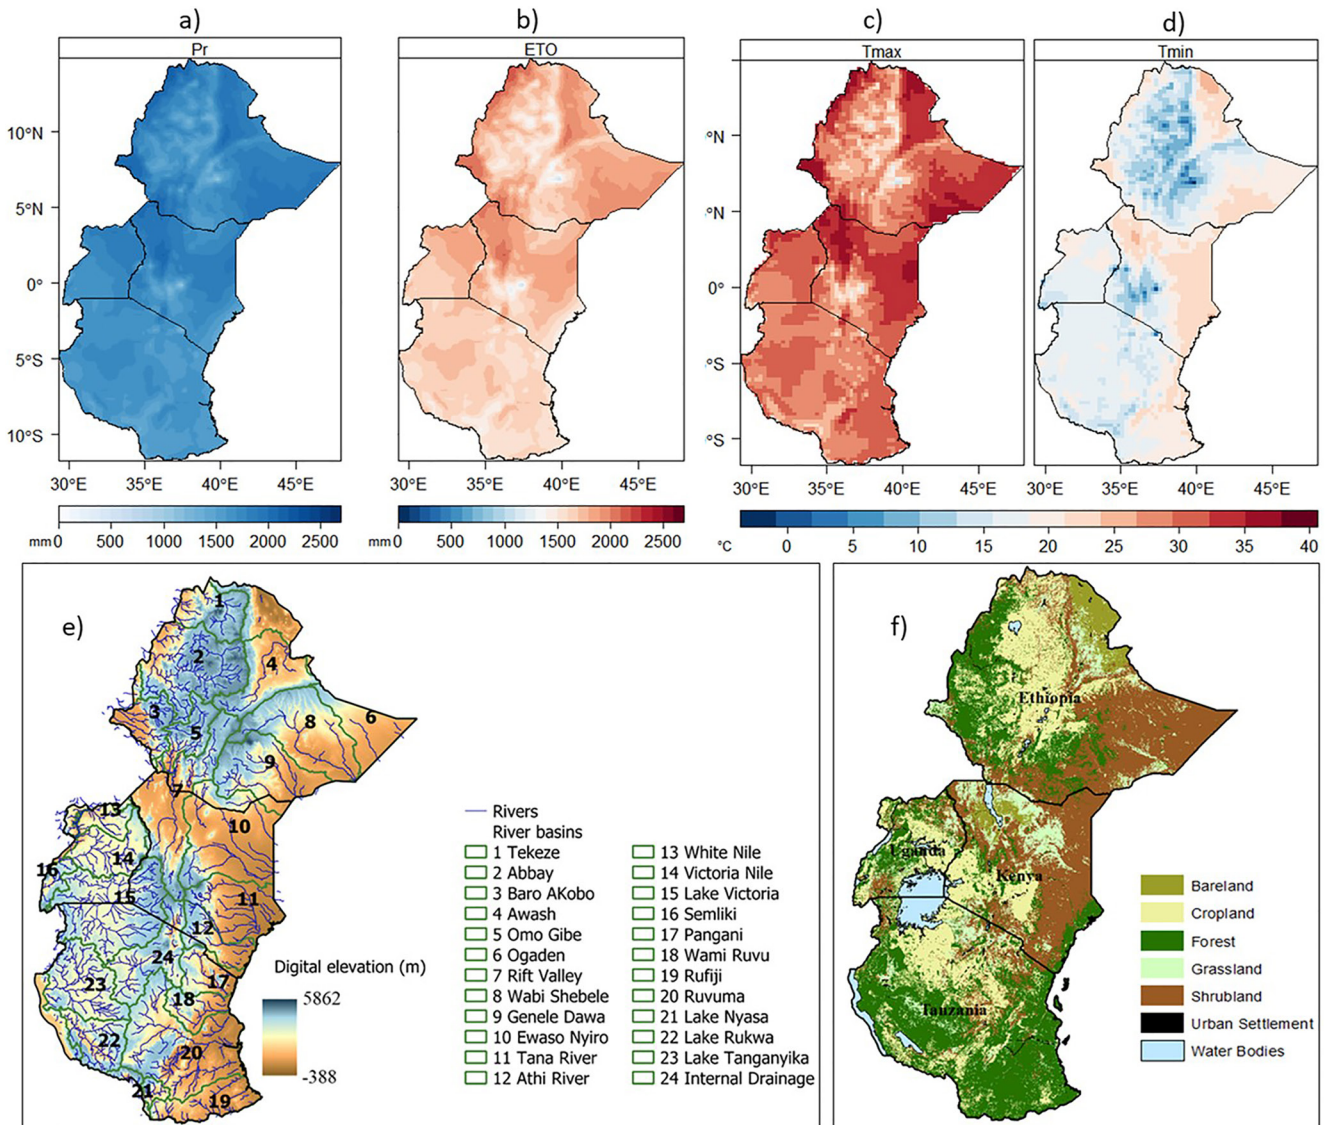 a)
b)
c)
d)
Pr
ETO
Tmax
Tmin
10°N
5°N
0°
5°S
10°S
°N
°N
0°
°S
°S
30°E 35°E 40°E 45°E
30°E 35°E 40°E 45°E
30°E 35°E 40°E 45°E
30°E 35°E 40°E 45°E
mm 0 500 1000 1500 2000 2500
mm 0 500 1000 1500 2000 2500
°C 0 5 10 15 20 25 30 35 40
e)
1
2
4
3
5
8
6
9
7
13
10
14
16
15
11
12
24
23
17
18
22
20
21
19
Digital elevation (m)
5862
-388
Rivers
River basins
1 Tekeze
2 Abbay
3 Baro AKobo
4 Awash
5 Omo Gibe
6 Ogaden
7 Rift Valley
8 Wabi Shebele
9 Genele Dawa
10 Ewaso Nyiro
11 Tana River
12 Athi River
13 White Nile
14 Victoria Nile
15 Lake Victoria
16 Semliki
17 Pangani
18 Wami Ruvu
19 Rufiji
20 Ruvuma
21 Lake Nyasa
22 Lake Rukwa
23 Lake Tanganyika
24 Internal Drainage
f)
Ethiopia
Uganda
Kenya
Tanzania
Bareland
Cropland
Forest
Grassland
Shrubland
Urban Settlement
Water Bodies